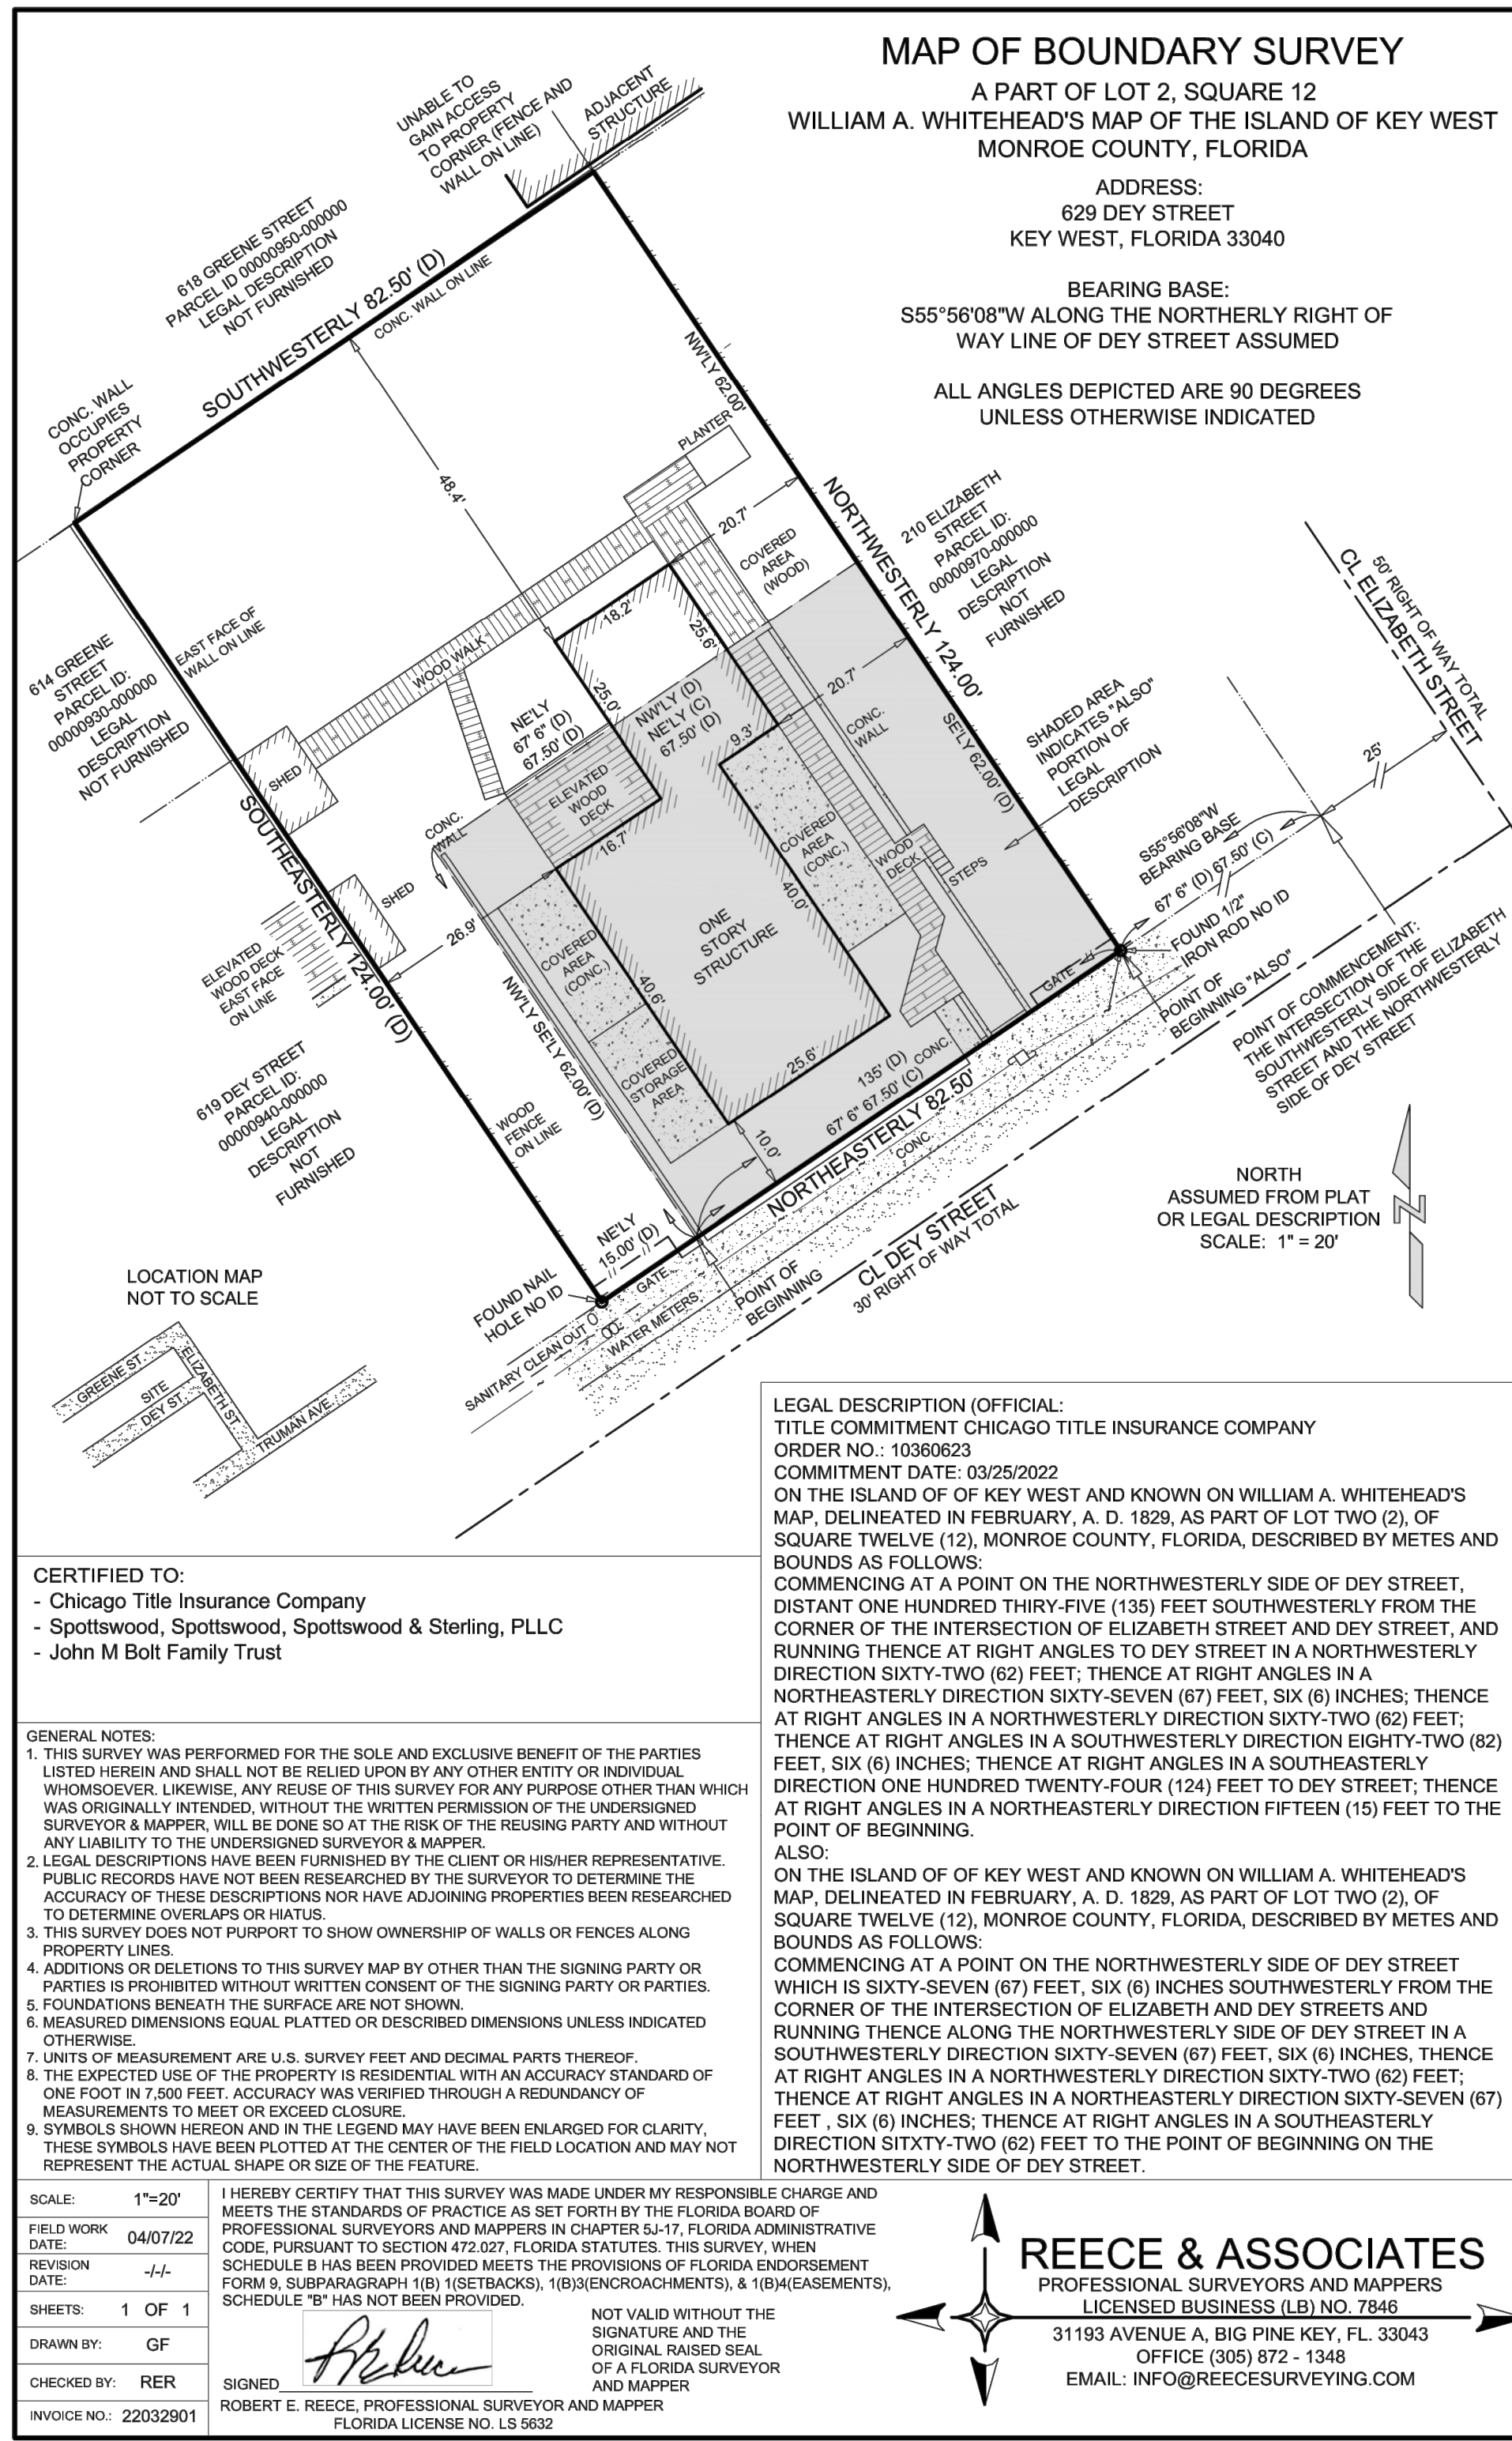 MAP OF BOUNDARY SURVEY
A PART OF LOT 2, SQUARE 12
WILLIAM A. WHITEHEAD'S MAP OF THE ISLAND OF KEY WEST
MONROE COUNTY, FLORIDA
ADDRESS:
629 DEY STREET
KEY WEST, FLORIDA 33040
BEARING BASE:
S55°56'08"W ALONG THE NORTHERLY RIGHT OF
WAY LINE OF DEY STREET ASSUMED
ALL ANGLES DEPICTED ARE 90 DEGREES
UNLESS OTHERWISE INDICATED
UNABLE TO
GAIN ACCESS
TO PROPERTY
CORNER (FENCE AND
WALL ON LINE)
ADJACENT
STRUCTURE
618 GREENE STREET
PARCEL ID 00000950-000000
LEGAL DESCRIPTION
NOT FURNISHED
SOUTHWESTERLY 82.50' (D)
CONC. WALL ON LINE
CONC. WALL
OCCUPIES
PROPERTY
CORNER
NW'LY 62.00'
48.4'
PLANTER
20.7'
COVERED
AREA
(WOOD)
NORTHWESTERLY 124.00'
210 ELIZABETH
STREET
PARCEL ID:
00000970-000000
LEGAL
DESCRIPTION
NOT
FURNISHED
CL ELIZABETH STREET
50' RIGHT OF WAY TOTAL
EAST FACE OF
WALL ON LINE
614 GREENE
STREET
PARCEL ID:
00000930-000000
LEGAL
DESCRIPTION
NOT FURNISHED
WOOD WALK
18.2'
25.6'
25.0'
NE'LY
67' 6" (D)
67.50' (D)
NW'LY (D)
NE'LY (C)
67.50' (D)
20.7'
9.3'
CONC.
WALL
SE'LY 62.00' (D)
SHADED AREA
INDICATES "ALSO"
PORTION OF
LEGAL
DESCRIPTION
25'
SHED
ELEVATED
WOOD
DECK
16.7'
CONC.
WALL
COVERED
AREA
(CONC.)
WOOD
DECK
STEPS
S55°56'08"W
BEARING BASE
67' 6" (D) 67.50' (C)
SOUTHEASTERLY 124.00' (D)
SHED
26.9'
ONE
STORY
STRUCTURE
40.0'
COVERED
AREA
(CONC.)
40.6'
FOUND 1/2"
IRON ROD NO ID
GATE
POINT OF
BEGINNING "ALSO"
POINT OF COMMENCEMENT:
THE INTERSECTION OF THE
SOUTHWESTERLY SIDE OF ELIZABETH
STREET AND THE NORTHWESTERLY
SIDE OF DEY STREET
ELEVATED
WOOD DECK
EAST FACE
ON LINE
NW'LY SE'LY 62.00' (D)
COVERED
STORAGE
AREA
25.6'
135' (D)
67' 6" 67.50' (C)
CONC.
619 DEY STREET
PARCEL ID:
00000940-000000
LEGAL
DESCRIPTION
NOT
FURNISHED
WOOD
FENCE
ON LINE
10.0'
NORTHEASTERLY 82.50'
CONC.
NE'LY
15.00' (D)
GATE
FOUND NAIL
HOLE NO ID
SANITARY CLEAN OUT
WATER METERS
POINT OF
BEGINNING
CL DEY STREET
30' RIGHT OF WAY TOTAL
NORTH
ASSUMED FROM PLAT
OR LEGAL DESCRIPTION
SCALE: 1" = 20'
N
LOCATION MAP
NOT TO SCALE
GREENE ST.
SITE
DEY ST.
ELIZABETH ST.
TRUMAN AVE.
LEGAL DESCRIPTION (OFFICIAL:
TITLE COMMITMENT CHICAGO TITLE INSURANCE COMPANY
ORDER NO.: 10360623
COMMITMENT DATE: 03/25/2022
ON THE ISLAND OF OF KEY WEST AND KNOWN ON WILLIAM A. WHITEHEAD'S
MAP, DELINEATED IN FEBRUARY, A. D. 1829, AS PART OF LOT TWO (2), OF
SQUARE TWELVE (12), MONROE COUNTY, FLORIDA, DESCRIBED BY METES AND
BOUNDS AS FOLLOWS:
COMMENCING AT A POINT ON THE NORTHWESTERLY SIDE OF DEY STREET,
DISTANT ONE HUNDRED THIRY-FIVE (135) FEET SOUTHWESTERLY FROM THE
CORNER OF THE INTERSECTION OF ELIZABETH STREET AND DEY STREET, AND
RUNNING THENCE AT RIGHT ANGLES TO DEY STREET IN A NORTHWESTERLY
DIRECTION SIXTY-TWO (62) FEET; THENCE AT RIGHT ANGLES IN A
NORTHEASTERLY DIRECTION SIXTY-SEVEN (67) FEET, SIX (6) INCHES; THENCE
AT RIGHT ANGLES IN A NORTHWESTERLY DIRECTION SIXTY-TWO (62) FEET;
THENCE AT RIGHT ANGLES IN A SOUTHWESTERLY DIRECTION EIGHTY-TWO (82)
FEET, SIX (6) INCHES; THENCE AT RIGHT ANGLES IN A SOUTHEASTERLY
DIRECTION ONE HUNDRED TWENTY-FOUR (124) FEET TO DEY STREET; THENCE
AT RIGHT ANGLES IN A NORTHEASTERLY DIRECTION FIFTEEN (15) FEET TO THE
POINT OF BEGINNING.
ALSO:
ON THE ISLAND OF OF KEY WEST AND KNOWN ON WILLIAM A. WHITEHEAD'S
MAP, DELINEATED IN FEBRUARY, A. D. 1829, AS PART OF LOT TWO (2), OF
SQUARE TWELVE (12), MONROE COUNTY, FLORIDA, DESCRIBED BY METES AND
BOUNDS AS FOLLOWS:
COMMENCING AT A POINT ON THE NORTHWESTERLY SIDE OF DEY STREET
WHICH IS SIXTY-SEVEN (67) FEET, SIX (6) INCHES SOUTHWESTERLY FROM THE
CORNER OF THE INTERSECTION OF ELIZABETH AND DEY STREETS AND
RUNNING THENCE ALONG THE NORTHWESTERLY SIDE OF DEY STREET IN A
SOUTHWESTERLY DIRECTION SIXTY-SEVEN (67) FEET, SIX (6) INCHES, THENCE
AT RIGHT ANGLES IN A NORTHWESTERLY DIRECTION SIXTY-TWO (62) FEET;
THENCE AT RIGHT ANGLES IN A NORTHEASTERLY DIRECTION SIXTY-SEVEN (67)
FEET , SIX (6) INCHES; THENCE AT RIGHT ANGLES IN A SOUTHEASTERLY
DIRECTION SITXTY-TWO (62) FEET TO THE POINT OF BEGINNING ON THE
NORTHWESTERLY SIDE OF DEY STREET.
CERTIFIED TO:
- Chicago Title Insurance Company
- Spottswood, Spottswood, Spottswood & Sterling, PLLC
- John M Bolt Family Trust
GENERAL NOTES:
1. THIS SURVEY WAS PERFORMED FOR THE SOLE AND EXCLUSIVE BENEFIT OF THE PARTIES
LISTED HEREIN AND SHALL NOT BE RELIED UPON BY ANY OTHER ENTITY OR INDIVIDUAL
WHOMSOEVER. LIKEWISE, ANY REUSE OF THIS SURVEY FOR ANY PURPOSE OTHER THAN WHICH
WAS ORIGINALLY INTENDED, WITHOUT THE WRITTEN PERMISSION OF THE UNDERSIGNED
SURVEYOR & MAPPER, WILL BE DONE SO AT THE RISK OF THE REUSING PARTY AND WITHOUT
ANY LIABILITY TO THE UNDERSIGNED SURVEYOR & MAPPER.
2. LEGAL DESCRIPTIONS HAVE BEEN FURNISHED BY THE CLIENT OR HIS/HER REPRESENTATIVE.
PUBLIC RECORDS HAVE NOT BEEN RESEARCHED BY THE SURVEYOR TO DETERMINE THE
ACCURACY OF THESE DESCRIPTIONS NOR HAVE ADJOINING PROPERTIES BEEN RESEARCHED
TO DETERMINE OVERLAPS OR HIATUS.
3. THIS SURVEY DOES NOT PURPORT TO SHOW OWNERSHIP OF WALLS OR FENCES ALONG
PROPERTY LINES.
4. ADDITIONS OR DELETIONS TO THIS SURVEY MAP BY OTHER THAN THE SIGNING PARTY OR
PARTIES IS PROHIBITED WITHOUT WRITTEN CONSENT OF THE SIGNING PARTY OR PARTIES.
5. FOUNDATIONS BENEATH THE SURFACE ARE NOT SHOWN.
6. MEASURED DIMENSIONS EQUAL PLATTED OR DESCRIBED DIMENSIONS UNLESS INDICATED
OTHERWISE.
7. UNITS OF MEASUREMENT ARE U.S. SURVEY FEET AND DECIMAL PARTS THEREOF.
8. THE EXPECTED USE OF THE PROPERTY IS RESIDENTIAL WITH AN ACCURACY STANDARD OF
ONE FOOT IN 7,500 FEET. ACCURACY WAS VERIFIED THROUGH A REDUNDANCY OF
MEASUREMENTS TO MEET OR EXCEED CLOSURE.
9. SYMBOLS SHOWN HEREON AND IN THE LEGEND MAY HAVE BEEN ENLARGED FOR CLARITY,
THESE SYMBOLS HAVE BEEN PLOTTED AT THE CENTER OF THE FIELD LOCATION AND MAY NOT
REPRESENT THE ACTUAL SHAPE OR SIZE OF THE FEATURE.
SCALE: 1"=20'
FIELD WORK
DATE: 04/07/22
REVISION
DATE: -/-/-
SHEETS: 1 OF 1
DRAWN BY: GF
CHECKED BY: RER
INVOICE NO.: 22032901
I HEREBY CERTIFY THAT THIS SURVEY WAS MADE UNDER MY RESPONSIBLE CHARGE AND
MEETS THE STANDARDS OF PRACTICE AS SET FORTH BY THE FLORIDA BOARD OF
PROFESSIONAL SURVEYORS AND MAPPERS IN CHAPTER 5J-17, FLORIDA ADMINISTRATIVE
CODE, PURSUANT TO SECTION 472.027, FLORIDA STATUTES. THIS SURVEY, WHEN
SCHEDULE B HAS BEEN PROVIDED MEETS THE PROVISIONS OF FLORIDA ENDORSEMENT
FORM 9, SUBPARAGRAPH 1(B) 1(SETBACKS), 1(B)3(ENCROACHMENTS), & 1(B)4(EASEMENTS),
SCHEDULE "B" HAS NOT BEEN PROVIDED.
NOT VALID WITHOUT THE
SIGNATURE AND THE
ORIGINAL RAISED SEAL
OF A FLORIDA SURVEYOR
AND MAPPER
SIGNED
ROBERT E. REECE, PROFESSIONAL SURVEYOR AND MAPPER
FLORIDA LICENSE NO. LS 5632
REECE & ASSOCIATES
PROFESSIONAL SURVEYORS AND MAPPERS
LICENSED BUSINESS (LB) NO. 7846
31193 AVENUE A, BIG PINE KEY, FL. 33043
OFFICE (305) 872 - 1348
EMAIL: INFO@REECESURVEYING.COM